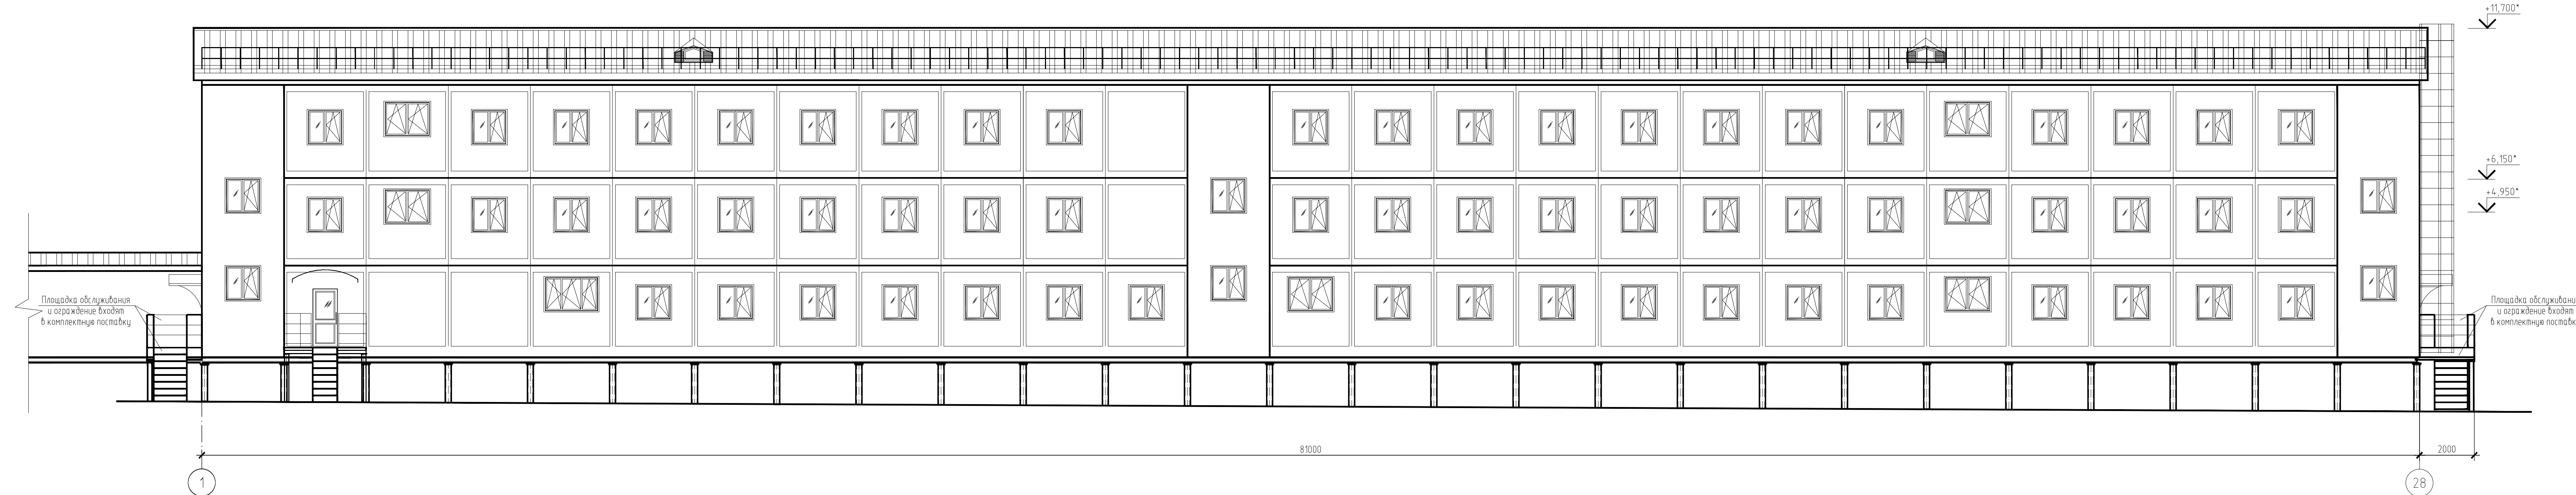 +11,700*
+6,150*
+4,950*
Площадка обслуживания
и ограждение входят
в комплектную поставку
Площадка обслуживани
и ограждение входят
в комплектную поставк
81000
2000
1
28